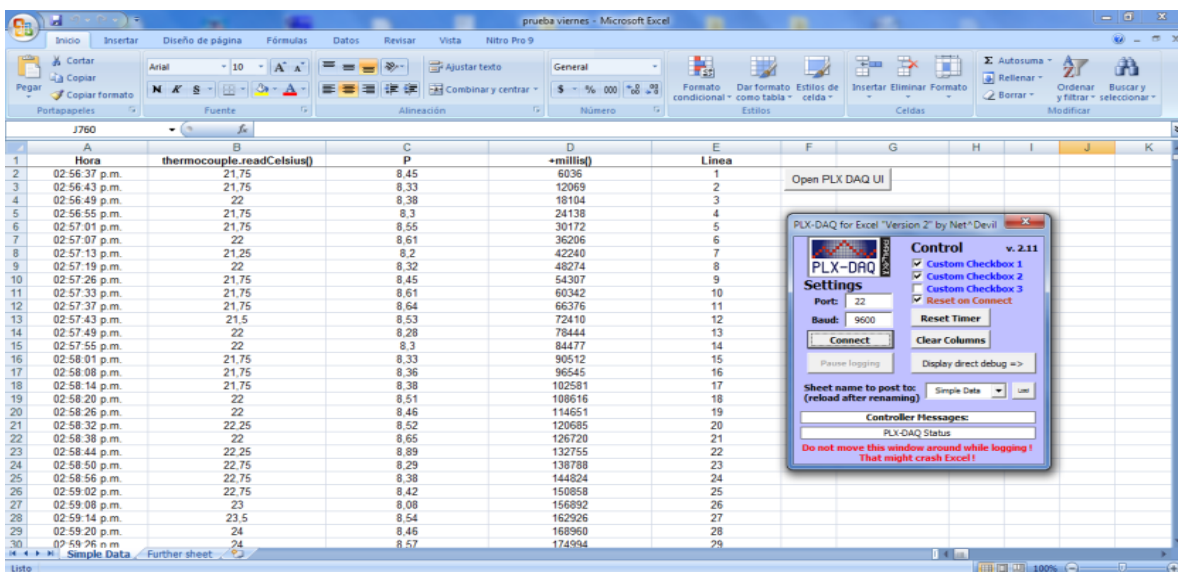 prueba viernes - Microsoft Excel
Inicio Insertar Diseño de página Fórmulas Datos Revisar Vista Nitro Pro 9
Pegar
Cortar
Copiar
Copiar formato
Portapapeles
Arial 10
N K S
Fuente
Ajustar texto
Combinar y centrar
Alineación
General
$ % 000
Número
Formato condicional
Dar formato como tabla
Estilos de celda
Estilos
Insertar Eliminar Formato
Celdas
Σ Autosuma
Rellenar
Borrar
Ordenar y filtrar
Buscar y seleccionar
Modificar
J760 fx
A B C D E F G H I J K
1 Hora thermocouple.readCelsius() P +millis() Linea
2 02:56:37 p.m. 21,75 8,45 6036 1
3 02:56:43 p.m. 21,75 8,33 12069 2
4 02:56:49 p.m. 22 8,38 18104 3
5 02:56:55 p.m. 21,75 8,3 24138 4
6 02:57:01 p.m. 21,75 8,55 30172 5
7 02:57:07 p.m. 22 8,61 36206 6
8 02:57:13 p.m. 21,25 8,2 42240 7
9 02:57:19 p.m. 22 8,32 48274 8
10 02:57:26 p.m. 21,75 8,45 54307 9
11 02:57:33 p.m. 21,75 8,61 60342 10
12 02:57:37 p.m. 21,75 8,64 66376 11
13 02:57:43 p.m. 21,5 8,53 72410 12
14 02:57:49 p.m. 22 8,28 78444 13
15 02:57:55 p.m. 22 8,3 84477 14
16 02:58:01 p.m. 21,75 8,33 90512 15
17 02:58:08 p.m. 21,75 8,33 96545 16
18 02:58:14 p.m. 21,75 8,38 102581 17
19 02:58:20 p.m. 22 8,51 108616 18
20 02:58:26 p.m. 22 8,46 114651 19
21 02:58:32 p.m. 22,25 8,52 120685 20
22 02:58:38 p.m. 22 8,65 126720 21
23 02:58:44 p.m. 22,25 8,89 132755 22
24 02:58:50 p.m. 22,75 8,29 138788 23
25 02:58:56 p.m. 22,75 8,38 144824 24
26 02:59:02 p.m. 22,75 8,42 150858 25
27 02:59:08 p.m. 23 8,08 156892 26
28 02:59:14 p.m. 23,5 8,54 162926 27
29 02:59:20 p.m. 24 8,46 168960 28
30 02:59:26 p.m. 24 8,57 174994 29
Open PLX DAQ UI
PLX-DAQ for Excel "Version 2" by Net^Devil
PLX-DAQ
Control v. 2.11
Custom Checkbox 1
Custom Checkbox 2
Custom Checkbox 3
Reset on Connect
Settings
Port: 22
Baud: 9600
Reset Timer
Connect
Clear Columns
Pause logging
Display direct debug =>
Sheet name to post to:
(reload after renaming)
Simple Data
Controller Messages:
PLX-DAQ Status
Do not move this window around while logging !
That might crash Excel !
Simple Data Further sheet
Listo 100%